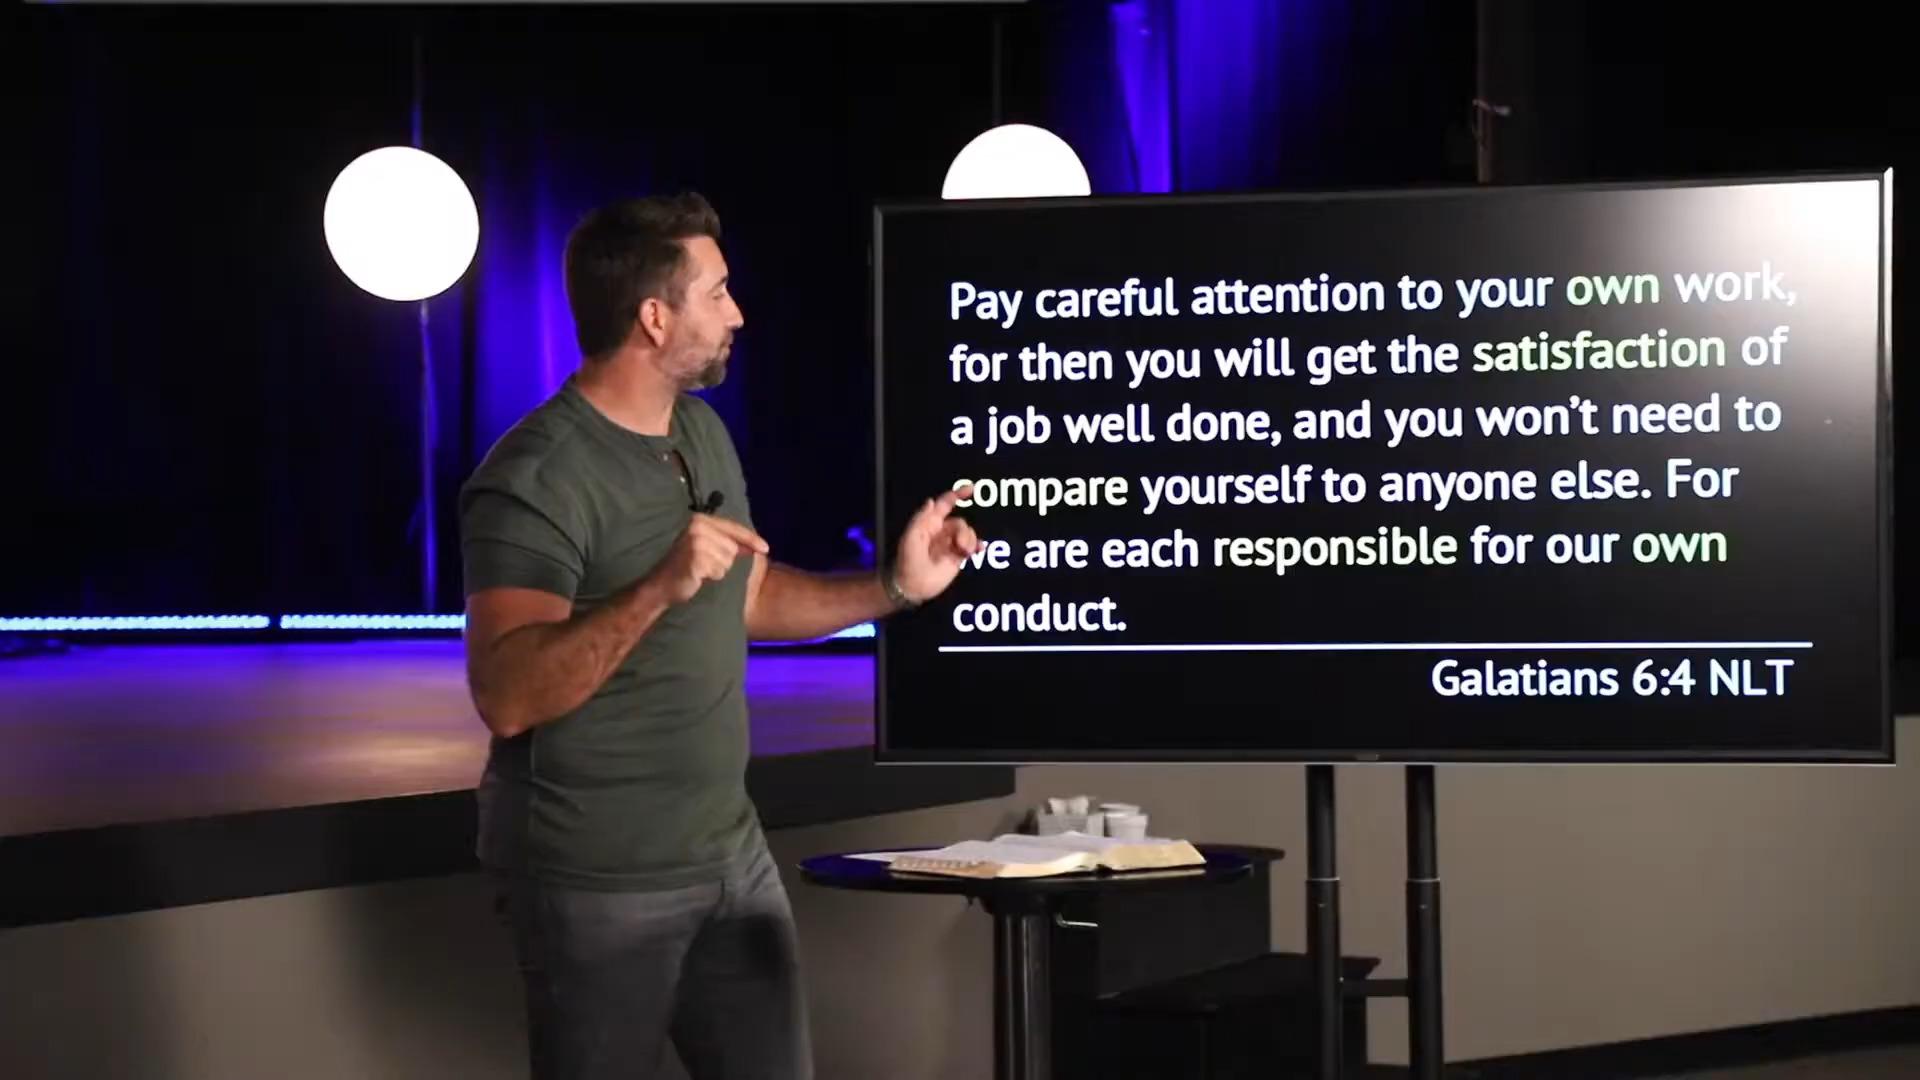 Pay careful attention to your own work,
for then you will get the satisfaction of
a job well done, and you won't need to
compare yourself to anyone else. For
we are each responsible for our own
conduct.
Galatians 6:4 NLT